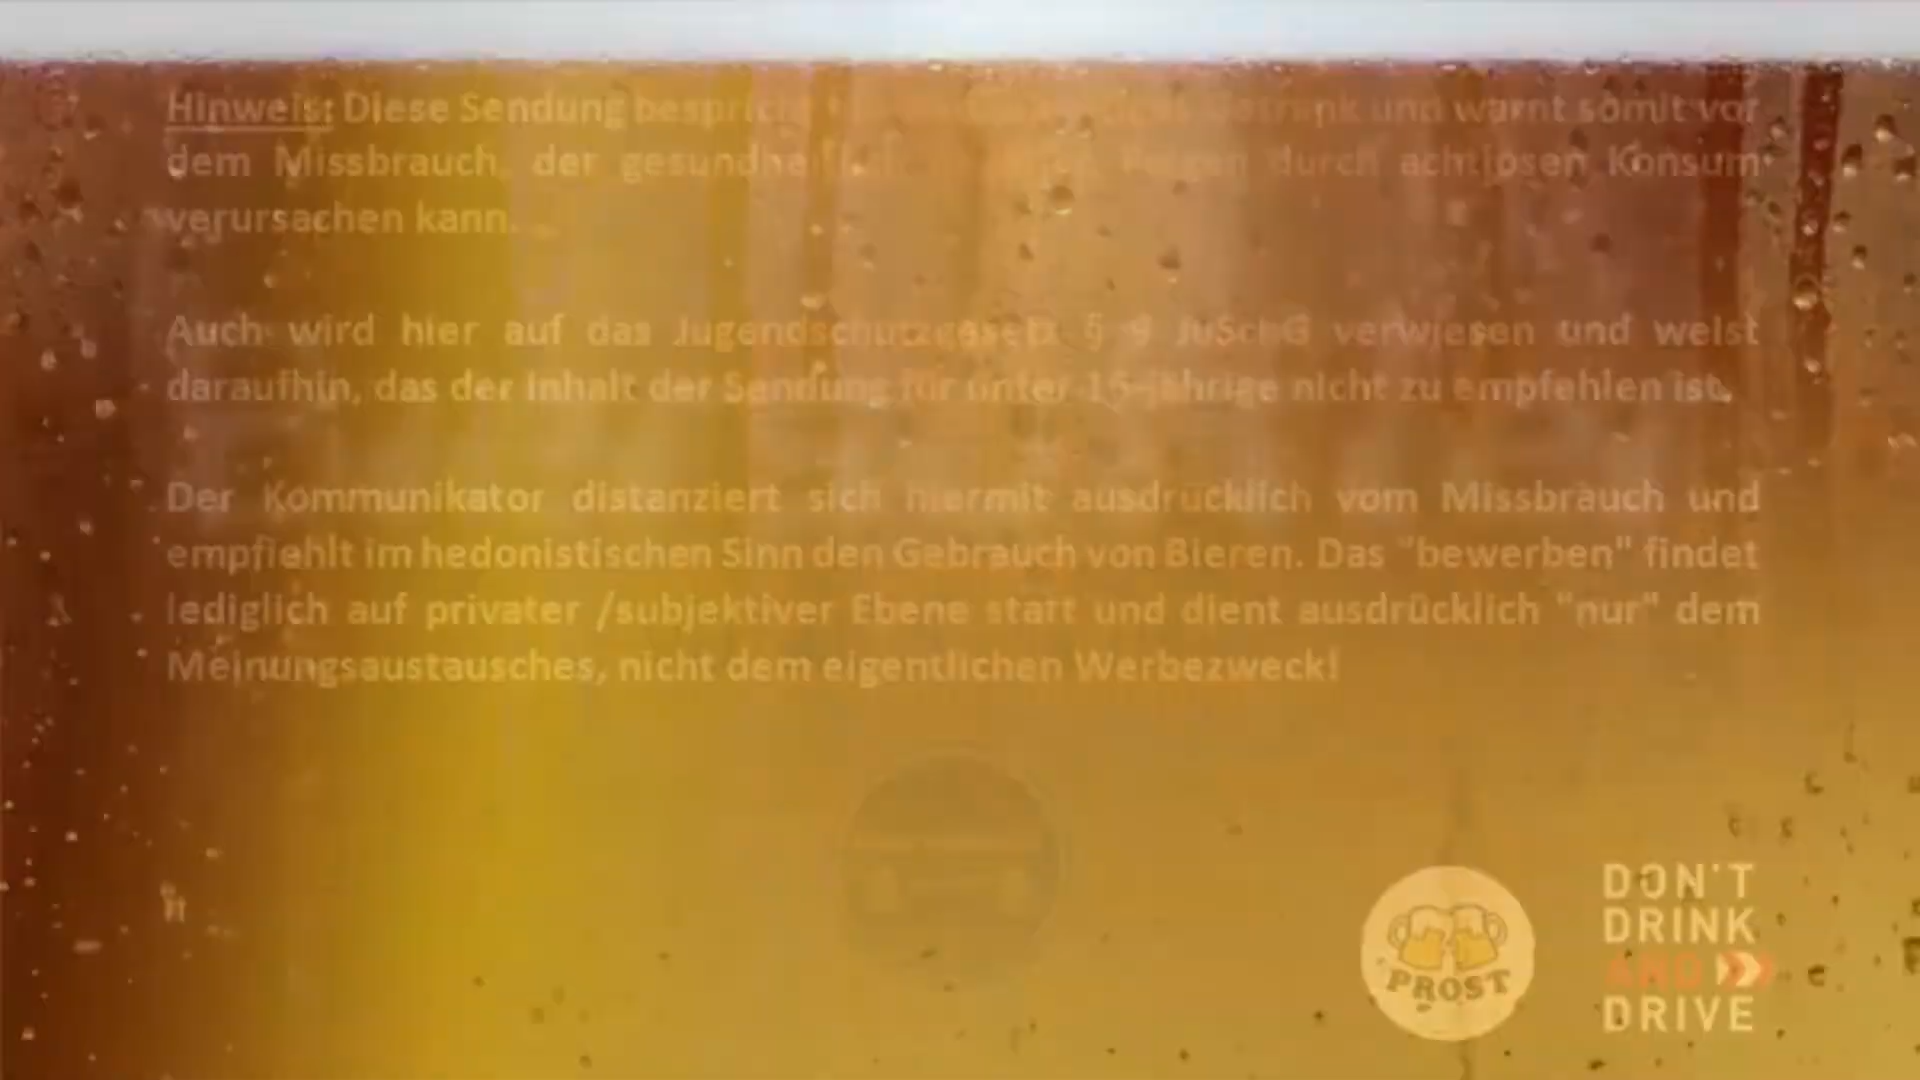 Hinweis: Diese Sendung bespricht Getränk und warnt somit vor
dem Missbrauch, der gesundheitliche Folgen durch achtlosen Konsum
verursachen kann.
Auch wird hier auf das Jugendschutzgesetz § 9 JuSchG verwiesen und weist
daraufhin, das der Inhalt der Sendung für unter 16-jährige nicht zu empfehlen ist.
Der Kommunikator distanziert sich hiermit ausdrücklich vom Missbrauch und
empfiehlt im hedonistischen Sinn den Gebrauch von Bieren. Das "bewerben" findet
lediglich auf privater /subjektiver Ebene statt und dient ausdrücklich "nur" dem
Meinungsaustausches, nicht dem eigentlichen Werbezweck!
PROST
DON'T
DRINK
AND
DRIVE